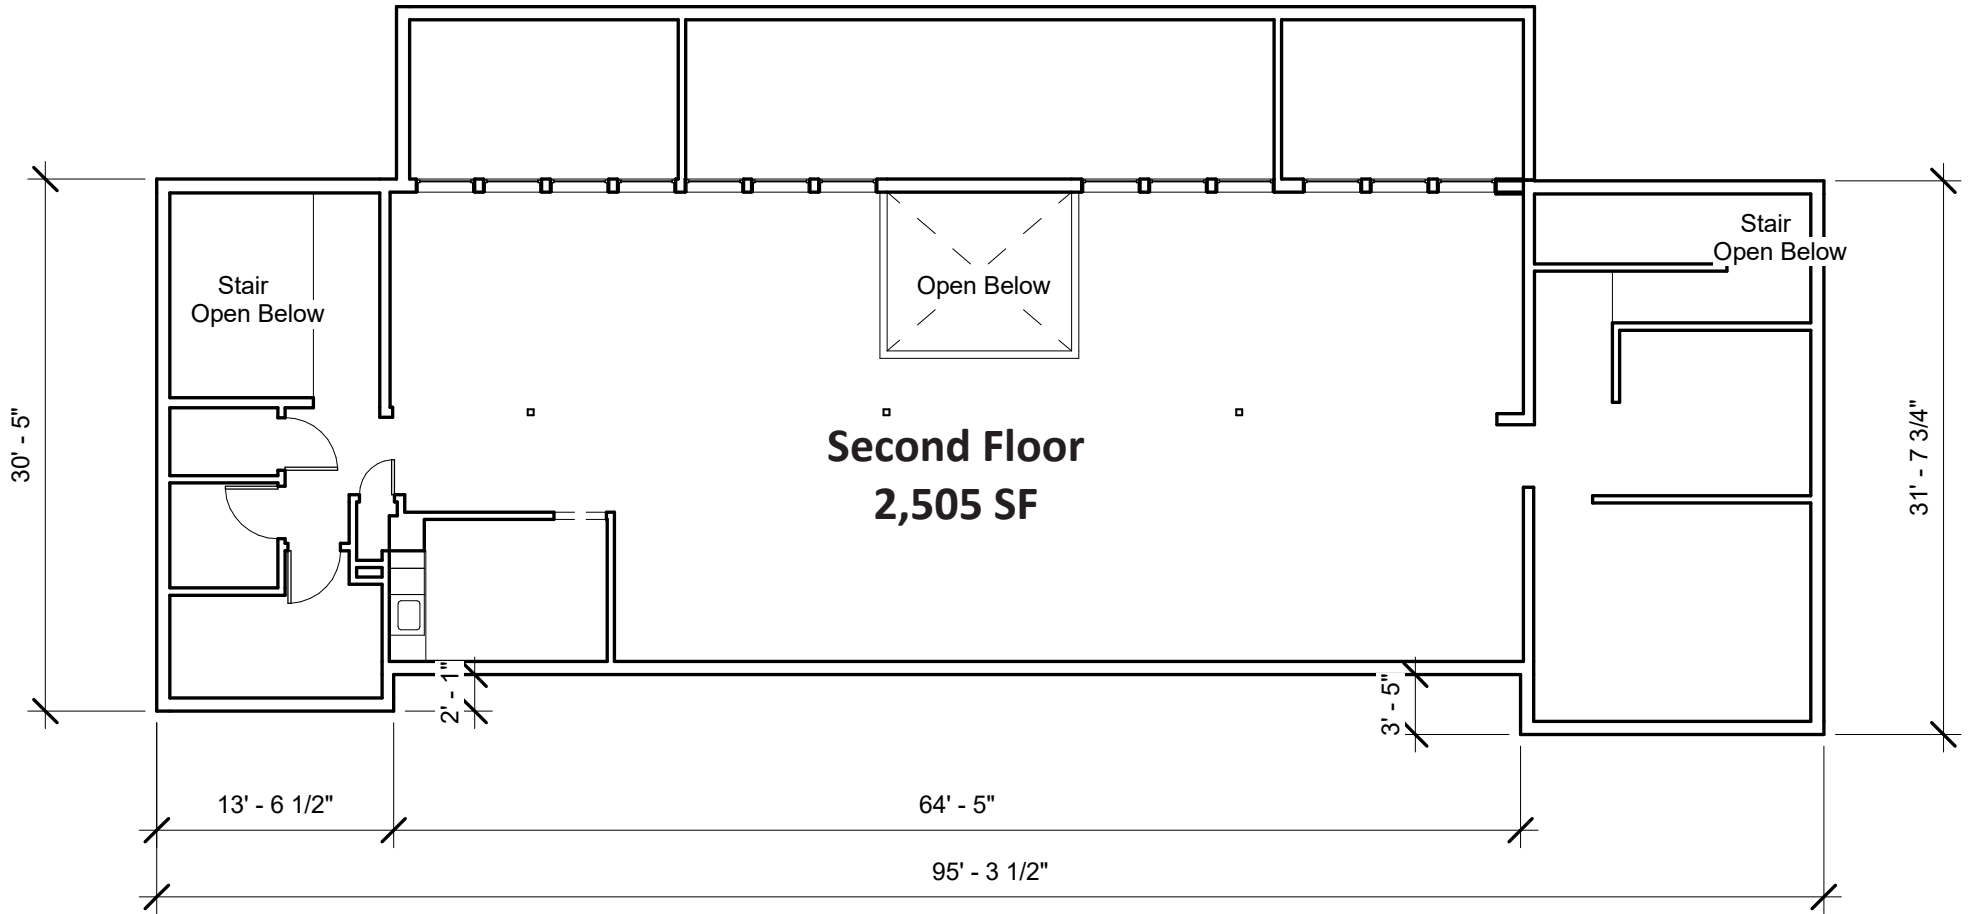 Stair
Open Below
Stair
Open Below
Open Below
30' - 5"
31' - 7 3/4"
Second Floor
2,505 SF
2' - 1"
3' - 5"
13' - 6 1/2"
64' - 5"
95' - 3 1/2"